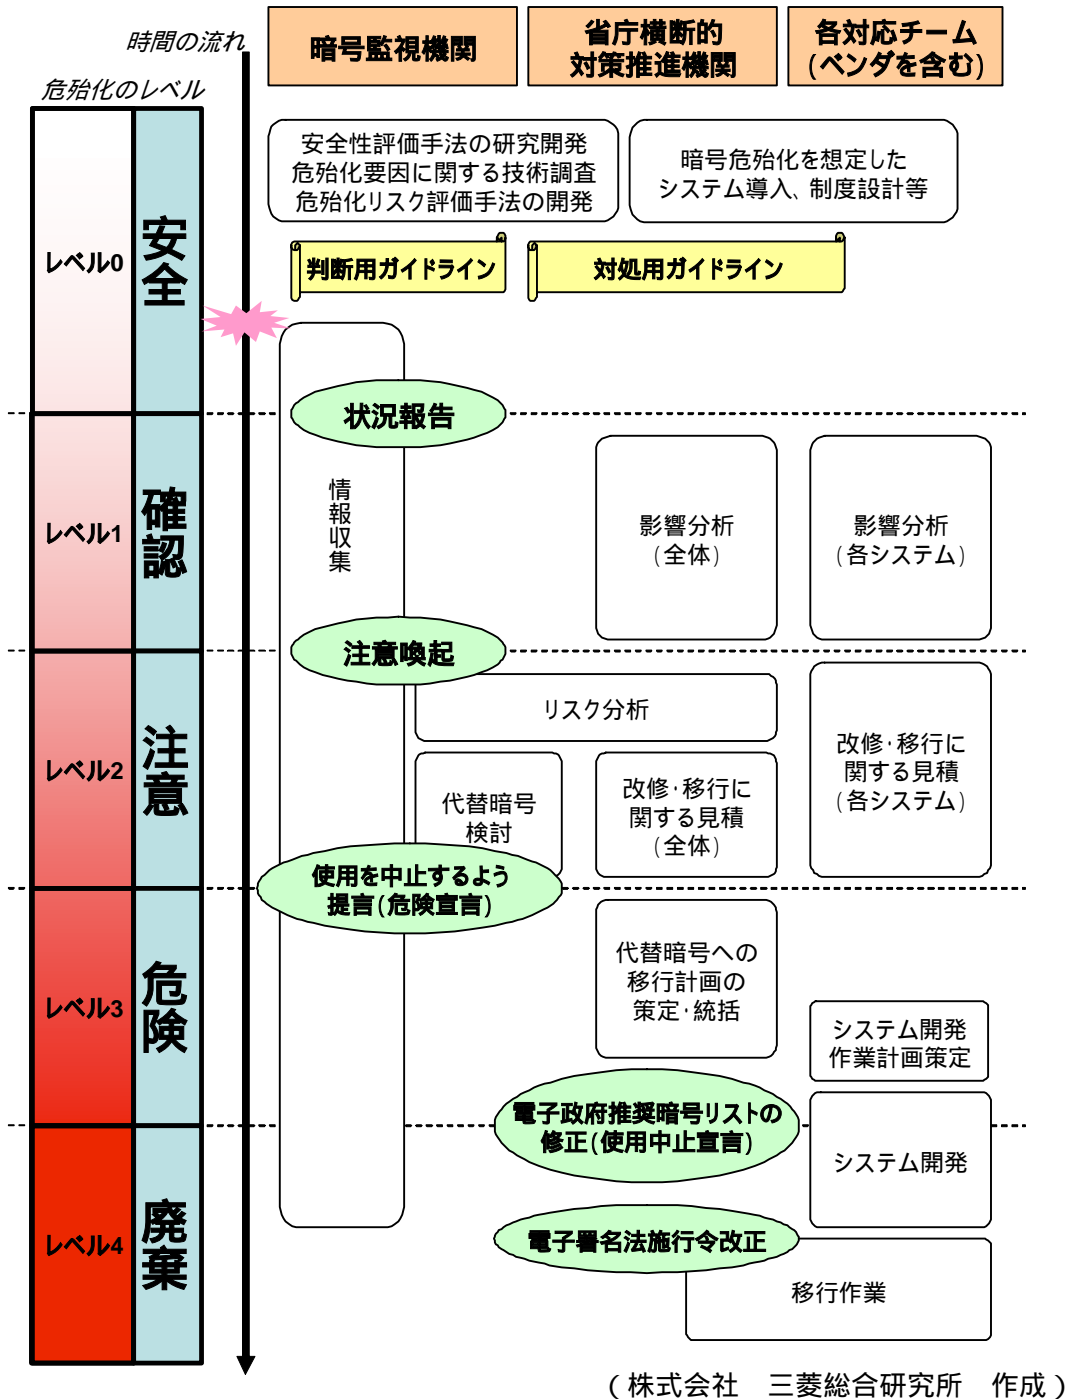 時間の流れ
危殆化のレベル
暗号監視機関
省庁横断的
対策推進機関
各対応チーム
(ベンダを含む)
安全性評価手法の研究開発
危殆化要因に関する技術調査
危殆化リスク評価手法の開発
暗号危殆化を想定した
システム導入、制度設計等
レベル0
安全
判断用ガイドライン
対処用ガイドライン
状況報告
情報収集
レベル1
確認
影響分析
(全体)
影響分析
(各システム)
注意喚起
リスク分析
レベル2
注意
代替暗号
検討
改修・移行に
関する見積
(全体)
改修・移行に
関する見積
(各システム)
使用を中止するよう
提言(危険宣言)
レベル3
危険
代替暗号への
移行計画の
策定・統括
システム開発
作業計画策定
電子政府推奨暗号リストの
修正(使用中止宣言)
システム開発
レベル4
廃棄
電子署名法施行令改正
移行作業
(株式会社 三菱総合研究所 作成)